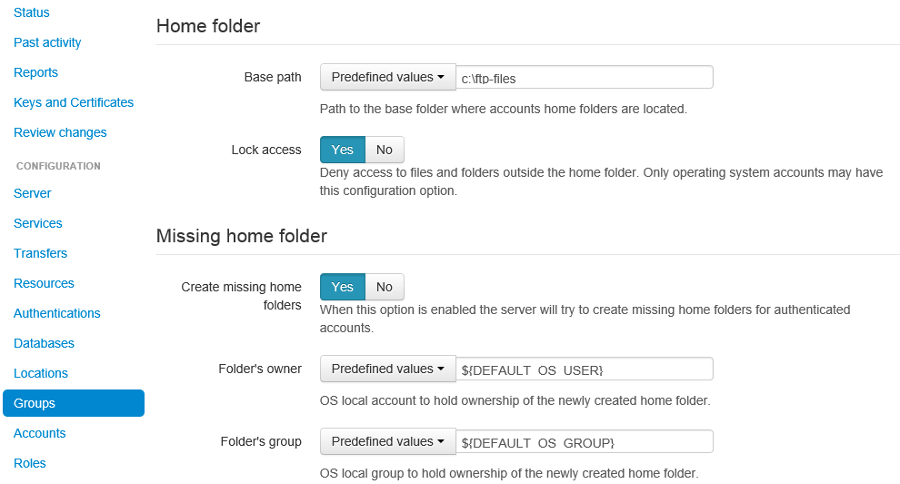 Status
Past activity
Reports
Keys and Certificates
Review changes
CONFIGURATION
Server
Services
Transfers
Resources
Authentications
Databases
Locations
Groups
Accounts
Roles
Home folder
Base path Predefined values c:\ftp-files
Path to the base folder where accounts home folders are located.
Lock access Yes No
Deny access to files and folders outside the home folder. Only operating system accounts may have
this configuration option.
Missing home folder
Create missing home
folders
Yes No
When this option is enabled the server will try to create missing home folders for authenticated
accounts.
Folder's owner Predefined values ${DEFAULT_OS_USER}
OS local account to hold ownership of the newly created home folder.
Folder's group Predefined values ${DEFAULT_OS_GROUP}
OS local group to hold ownership of the newly created home folder.